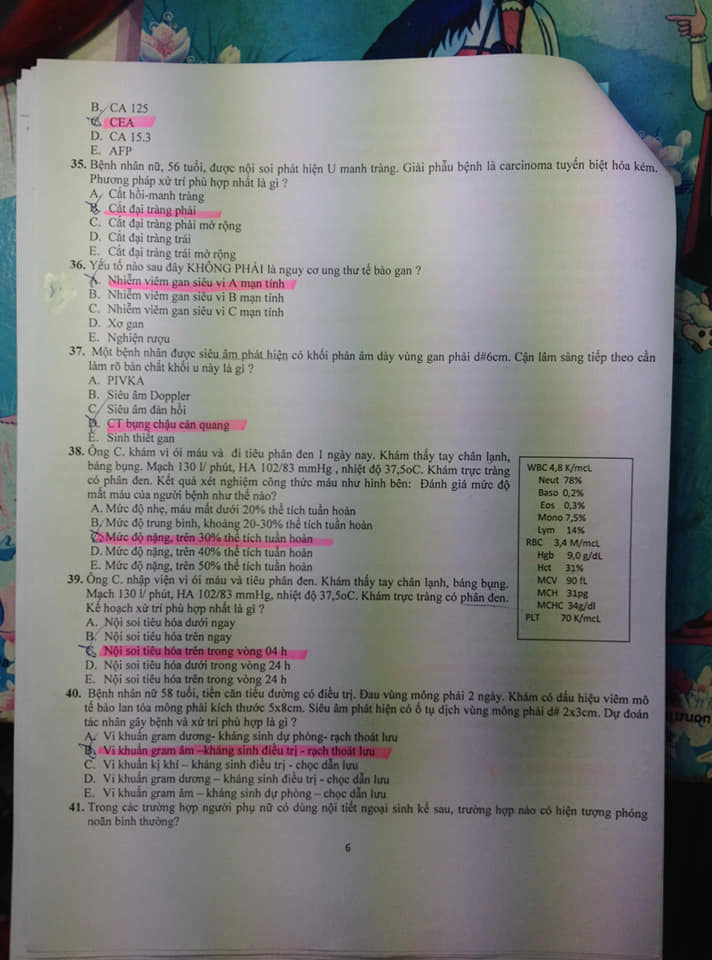 B. CA 125
C. CEA
D. CA 15.3
E. AFP
35. Bệnh nhân nữ, 56 tuổi, được nội soi phát hiện U manh tràng. Giải phẫu bệnh là carcinoma tuyến biệt hóa kém.
Phương pháp xử trí phù hợp nhất là gì ?
A. Cắt hồi-manh tràng
B. Cắt đại tràng phải
C. Cắt đại tràng phải mở rộng
D. Cắt đại tràng trái
E. Cắt đại tràng trái mở rộng
36. Yếu tố nào sau đây KHÔNG PHẢI là nguy cơ ung thư tế bào gan ?
A. Nhiễm viêm gan siêu vi A mạn tính
B. Nhiễm viêm gan siêu vi B mạn tính
C. Nhiễm viêm gan siêu vi C mạn tính
D. Xơ gan
E. Nghiện rượu
37. Một bệnh nhân được siêu âm phát hiện có khối phản âm dày vùng gan phải d#6cm. Cận lâm sàng tiếp theo cần
làm rõ bản chất khối u này là gì ?
A. PIVKA
B. Siêu âm Doppler
C. Siêu âm đàn hồi
D. CT bụng chậu cản quang
E. Sinh thiết gan
38. Ông C. khám vì ói máu và đi tiêu phân đen 1 ngày nay. Khám thấy tay chân lạnh,
báng bụng. Mạch 130 l/ phút, HA 102/83 mmHg , nhiệt độ 37,5oC. Khám trực tràng
có phân đen. Kết quả xét nghiệm công thức máu như hình bên: Đánh giá mức độ
mất máu của người bệnh như thế nào?
A. Mức độ nhẹ, máu mất dưới 20% thể tích tuần hoàn
B. Mức độ trung bình, khoảng 20-30% thể tích tuần hoàn
C. Mức độ nặng, trên 30% thể tích tuần hoàn
D. Mức độ nặng, trên 40% thể tích tuần hoàn
E. Mức độ nặng, trên 50% thể tích tuần hoàn
WBC 4,8 K/mcL
Neut 78%
Baso 0,2%
Eos 0,3%
Mono 7,5%
Lym 14%
RBC 3,4 M/mcL
Hgb 9,0 g/dL
Hct 31%
MCV 90 fL
MCH 31pg
MCHC 34g/dl
PLT 70 K/mcL
39. Ông C. nhập viện vì ói máu và tiêu phân đen. Khám thấy tay chân lạnh, báng bụng.
Mạch 130 l/ phút, HA 102/83 mmHg, nhiệt độ 37,5oC. Khám trực tràng có phân đen.
Kế hoạch xử trí phù hợp nhất là gì ?
A. Nội soi tiêu hóa dưới ngay
B. Nội soi tiêu hóa trên ngay
C. Nội soi tiêu hóa trên trong vòng 04 h
D. Nội soi tiêu hóa dưới trong vòng 24 h
E. Nội soi tiêu hóa trên trong vòng 24 h
40. Bệnh nhân nữ 58 tuổi, tiền căn tiểu đường có điều trị. Đau vùng mông phải 2 ngày. Khám có dấu hiệu viêm mô
tế bào lan tỏa mông phải kích thước 5x8cm. Siêu âm phát hiện có ổ tụ dịch vùng mông phải d# 2x3cm. Dự đoán
tác nhân gây bệnh và xử trí phù hợp là gì ?
A. Vi khuẩn gram dương- kháng sinh dự phòng- rạch thoát lưu
B. Vi khuẩn gram âm –kháng sinh điều trị - rạch thoát lưu
C. Vi khuẩn kị khí – kháng sinh điều trị - chọc dẫn lưu
D. Vi khuẩn gram dương – kháng sinh điều trị - chọc dẫn lưu
E. Vi khuẩn gram âm – kháng sinh dự phòng – chọc dẫn lưu
41. Trong các trường hợp người phụ nữ có dùng nội tiết ngoại sinh kể sau, trường hợp nào có hiện tượng phóng
noãn bình thường?
6